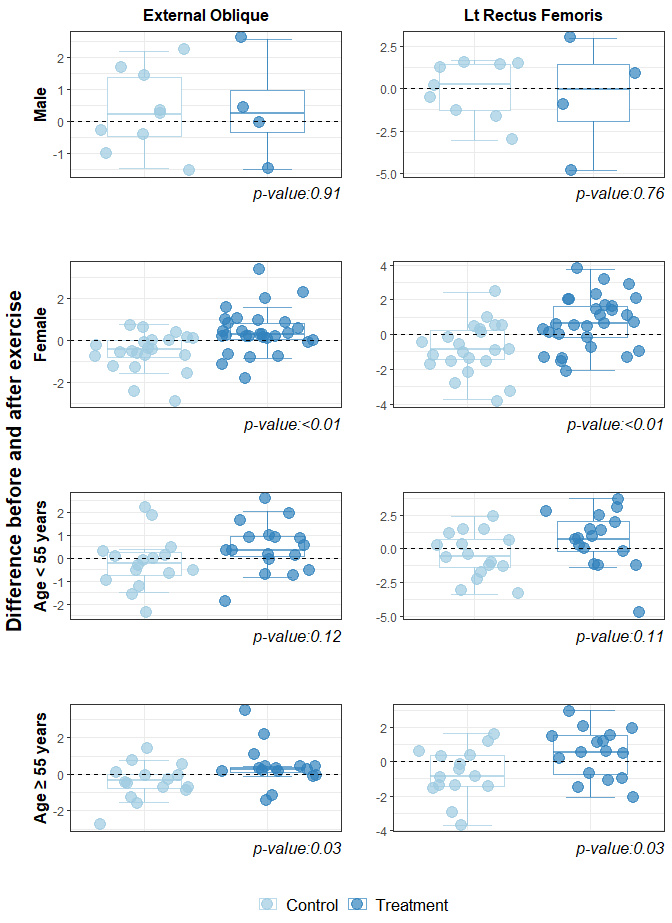 External Oblique
Lt Rectus Femoris
Difference before and after exercise
Male
2
1
0
-1
2.5
0.0
-2.5
-5.0
p-value:0.91
p-value:0.76
Female
2
0
-2
4
2
0
-2
-4
p-value:<0.01
p-value:<0.01
Age < 55 years
2
1
0
-1
-2
2.5
0.0
-2.5
-5.0
p-value:0.12
p-value:0.11
Age ≥ 55 years
2
0
-2
2
0
-2
-4
p-value:0.03
p-value:0.03
Control
Treatment